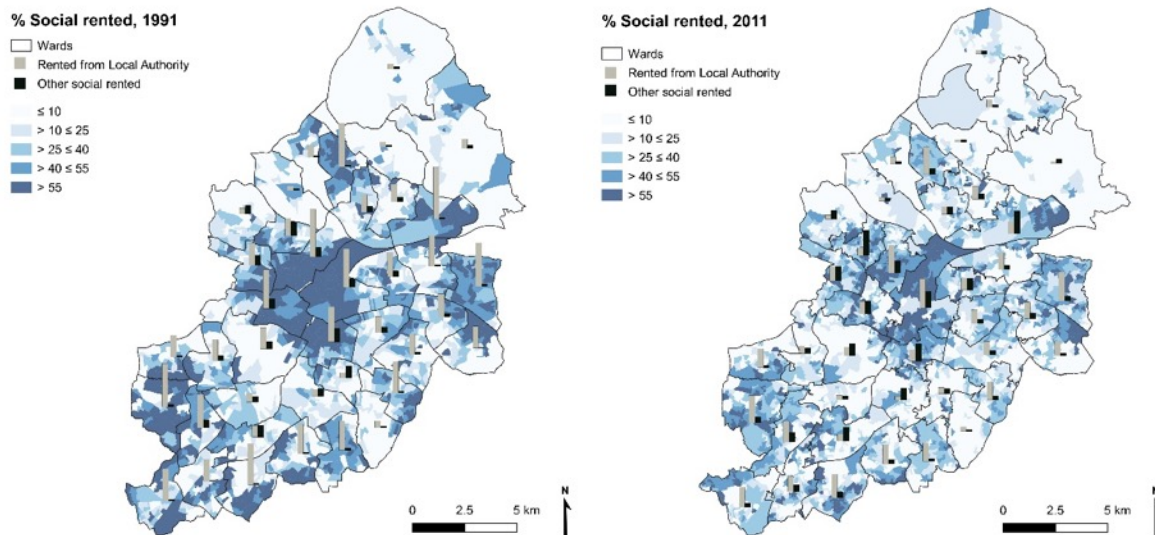 % Social rented, 1991
Wards
Rented from Local Authority
Other social rented
≤ 10
> 10 ≤ 25
> 25 ≤ 40
> 40 ≤ 55
> 55
N
0 2.5 5 km
% Social rented, 2011
Wards
Rented from Local Authority
Other social rented
≤ 10
> 10 ≤ 25
> 25 ≤ 40
> 40 ≤ 55
> 55
N
0 2.5 5 km